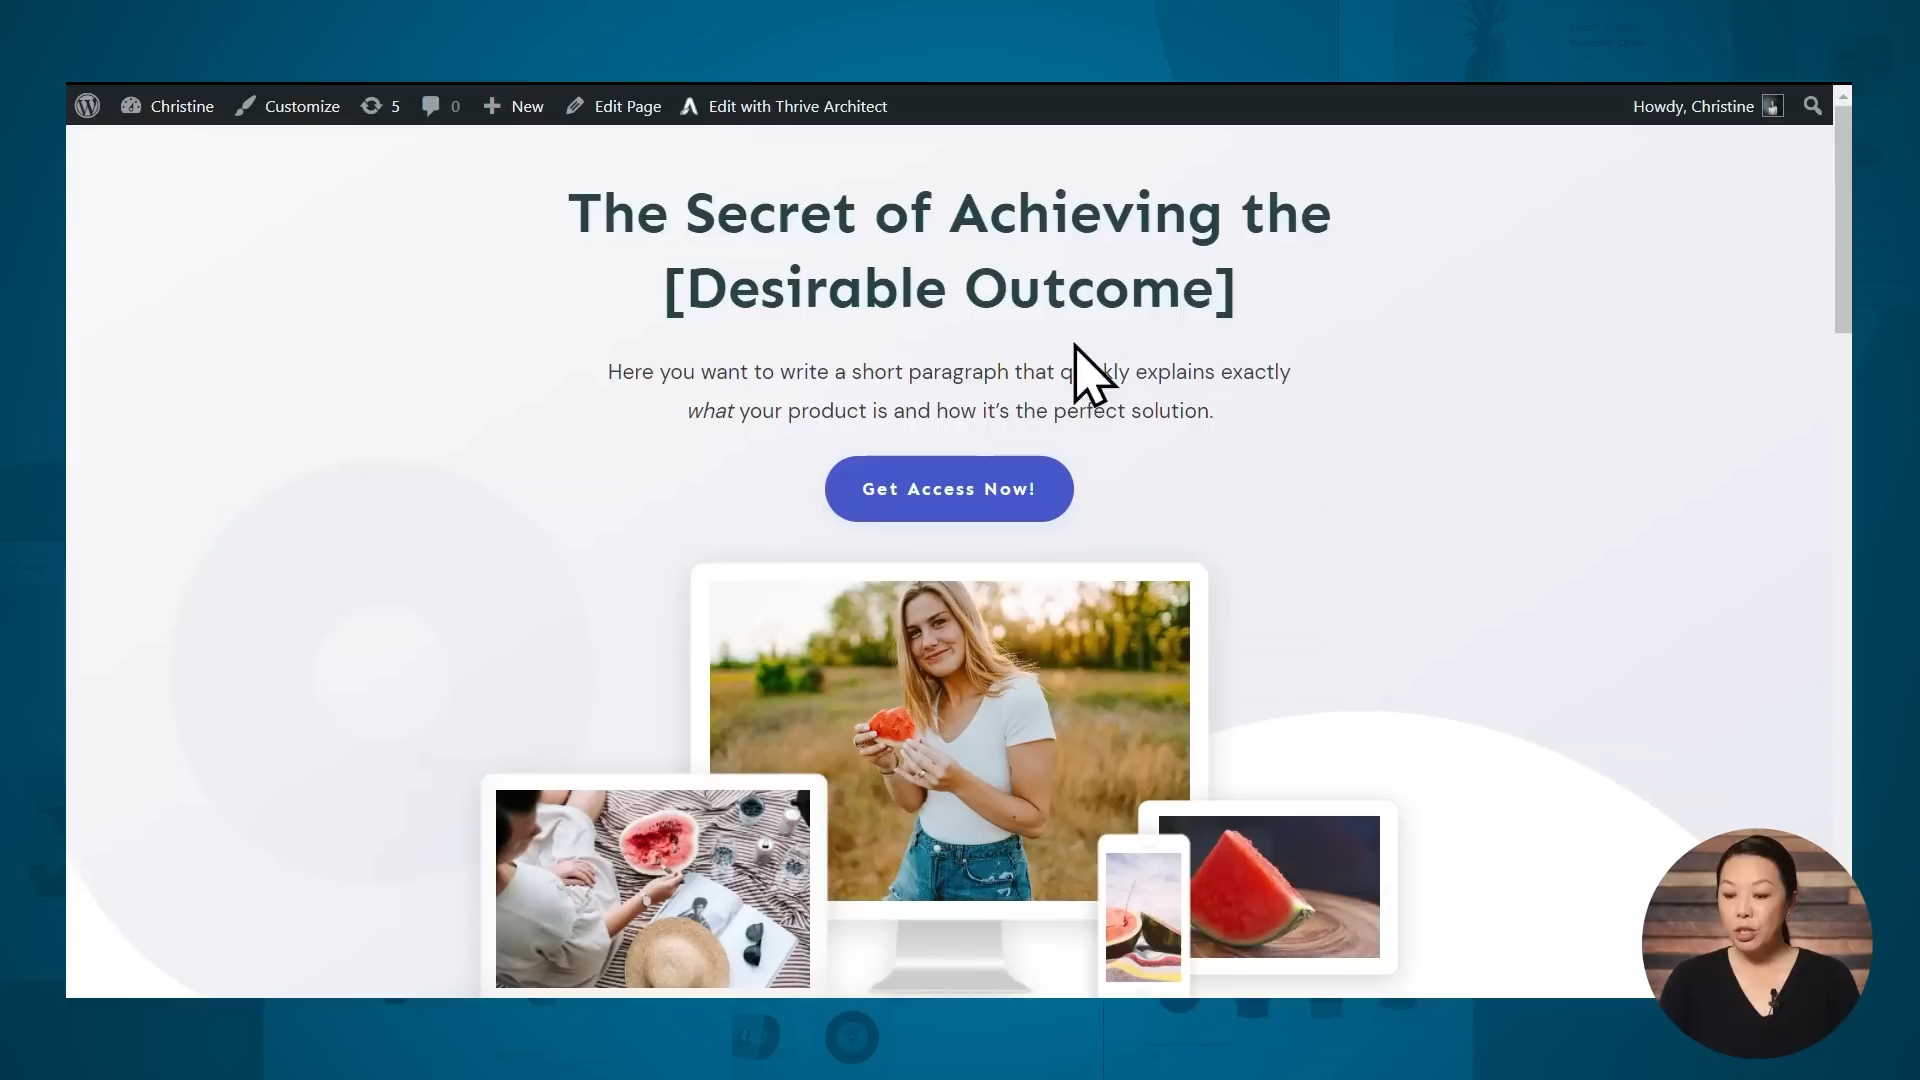 Christine
Customize
5
0
New
Edit Page
Edit with Thrive Architect
Howdy, Christine
The Secret of Achieving the
[Desirable Outcome]
Here you want to write a short paragraph that explains exactly
what your product is and how it's the perfect solution.
Get Access Now!